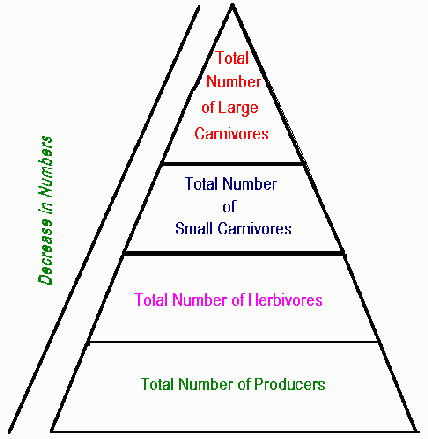 Total
Number
of Large
Carnivores
Total Number
of
Small Carnivores
Total Number of Herbivores
Total Number of Producers
Decrease in Numbers